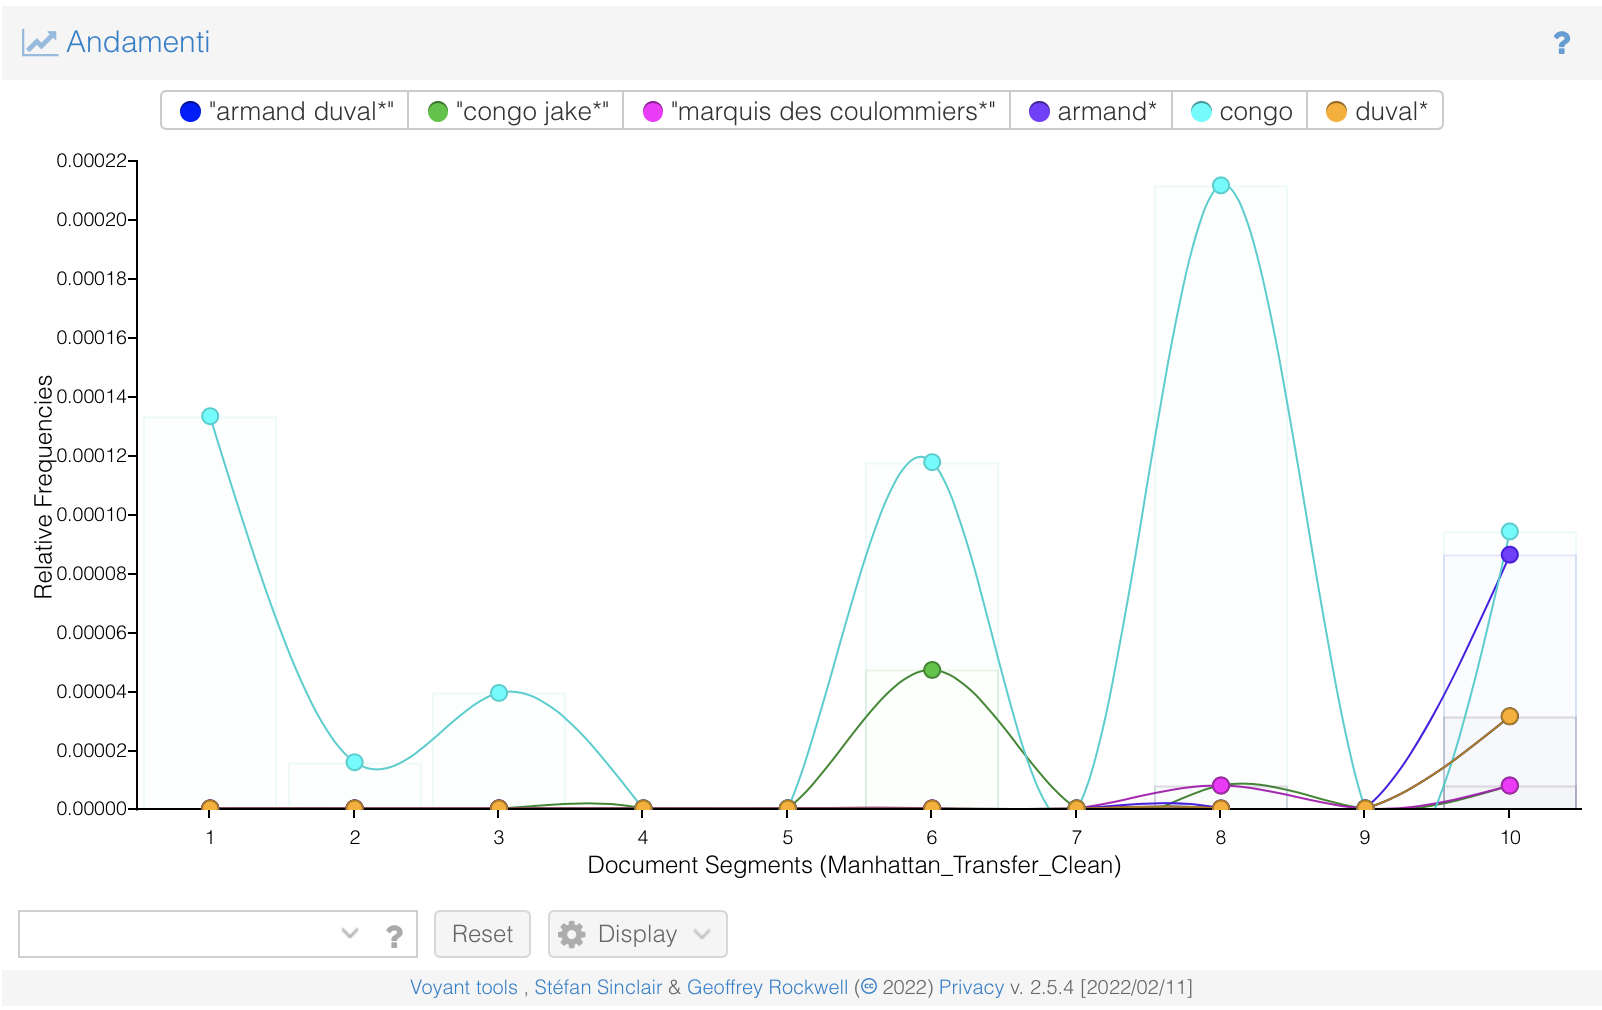 Andamenti
?
"armand duval*" "congo jake*" "marquis des coulommiers*" armand* congo duval*
0.00022
0.00020
0.00018
0.00016
0.00014
0.00012
0.00010
0.00008
0.00006
0.00004
0.00002
0.00000
Relative Frequencies
1 2 3 4 5 6 7 8 9 10
Document Segments (Manhattan_Transfer_Clean)
? Reset Display
Voyant tools , Stéfan Sinclair & Geoffrey Rockwell (🄯 2022) Privacy v. 2.5.4 [2022/02/11]